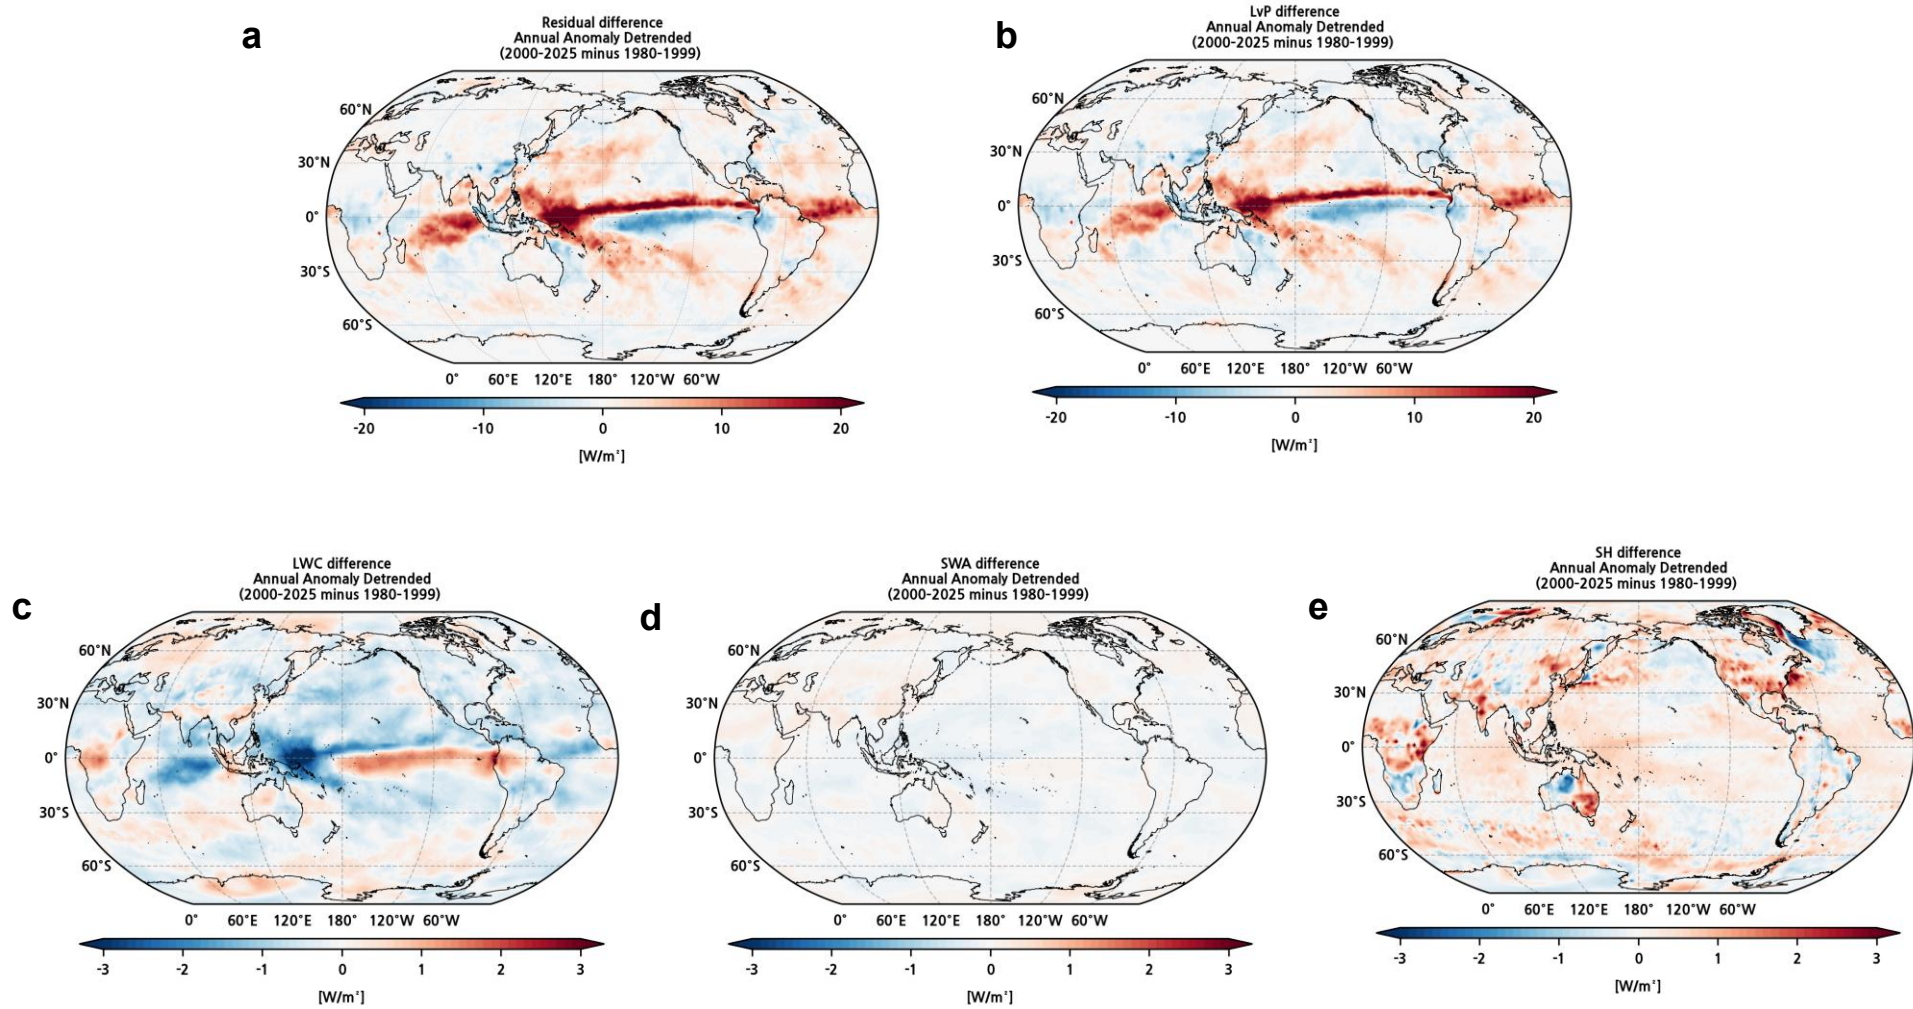 a
Residual difference
Annual Anomaly Detrended
(2000-2025 minus 1980-1999)
60°N
30°N
0°
30°S
60°S
0° 60°E 120°E 180° 120°W 60°W
-20 -10 0 10 20
[W/m²]
b
LvP difference
Annual Anomaly Detrended
(2000-2025 minus 1980-1999)
60°N
30°N
0°
30°S
60°S
0° 60°E 120°E 180° 120°W 60°W
-20 -10 0 10 20
[W/m²]
c
LWC difference
Annual Anomaly Detrended
(2000-2025 minus 1980-1999)
60°N
30°N
0°
30°S
60°S
0° 60°E 120°E 180° 120°W 60°W
-3 -2 -1 0 1 2 3
[W/m²]
d
SWA difference
Annual Anomaly Detrended
(2000-2025 minus 1980-1999)
60°N
30°N
0°
30°S
60°S
0° 60°E 120°E 180° 120°W 60°W
-3 -2 -1 0 1 2 3
[W/m²]
e
SH difference
Annual Anomaly Detrended
(2000-2025 minus 1980-1999)
60°N
30°N
0°
30°S
60°S
0° 60°E 120°E 180° 120°W 60°W
-3 -2 -1 0 1 2 3
[W/m²]